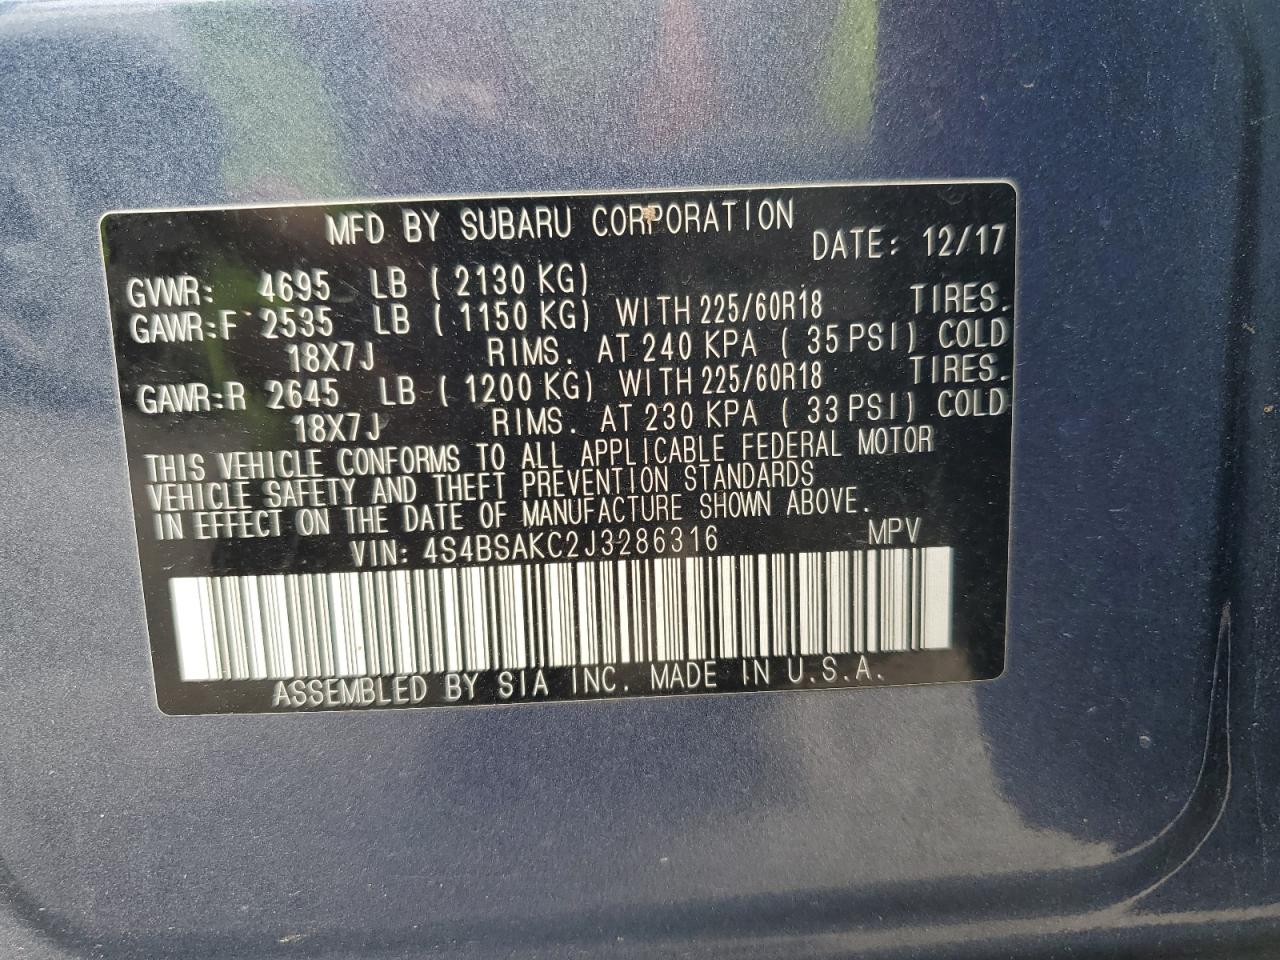 MFD BY SUBARU CORPORATION
DATE: 12/17
GVWR: 4695 LB ( 2130 KG)
GAWR:F 2535 LB ( 1150 KG) WITH 225/60R18 TIRES.
18X7J RIMS. AT 240 KPA ( 35 PSI) COLD
GAWR:R 2645 LB ( 1200 KG) WITH 225/60R18 TIRES.
18X7J RIMS. AT 230 KPA ( 33 PSI) COLD
THIS VEHICLE CONFORMS TO ALL APPLICABLE FEDERAL MOTOR
VEHICLE SAFETY AND THEFT PREVENTION STANDARDS
IN EFFECT ON THE DATE OF MANUFACTURE SHOWN ABOVE.
VIN: 4S4BSAKC2J3286316 MPV
ASSEMBLED BY SIA INC. MADE IN U.S.A.